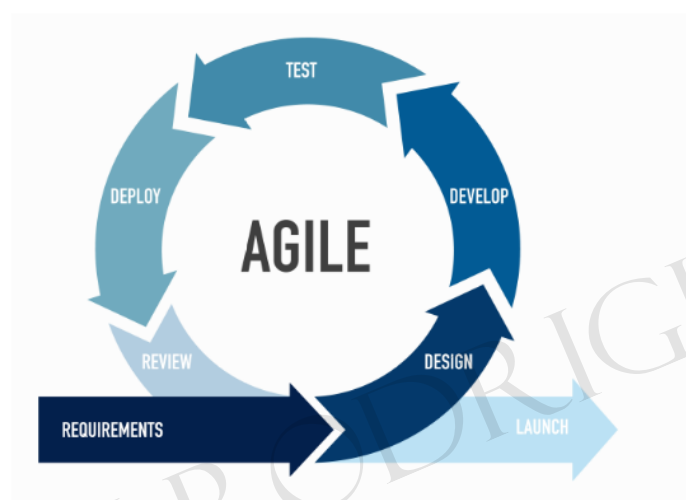 TEST
DEPLOY
DEVELOP
AGILE
REVIEW
DESIGN
REQUIREMENTS
LAUNCH